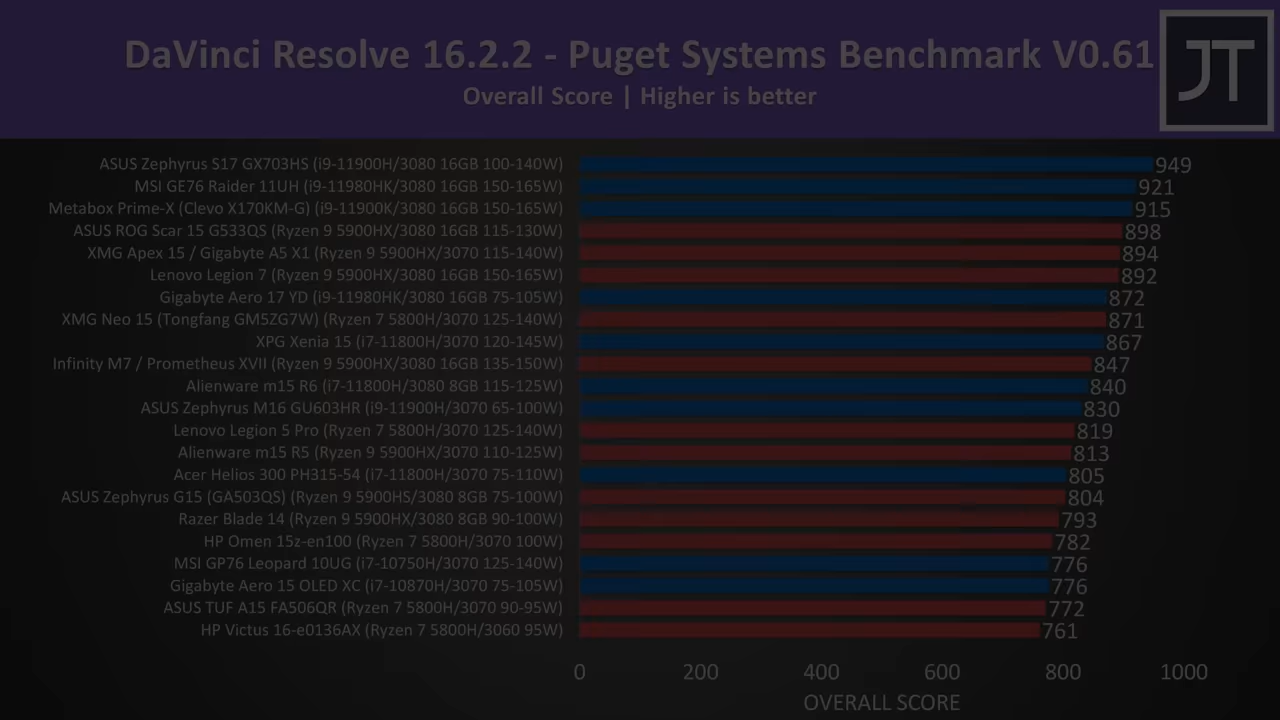 DaVinci Resolve 16.2.2 - Puget Systems Benchmark V0.61
JT
Overall Score | Higher is better
ASUS Zephyrus S17 GX703HS (i9-11900H/3080 16GB 100-140W) 949
MSI GE76 Raider 11UH (i9-11980HK/3080 16GB 150-165W) 921
Metabox Prime-X (Clevo X170KM-G) (i9-11900K/3080 16GB 150-165W) 915
ASUS ROG Scar 15 G533QS (Ryzen 9 5900HX/3080 16GB 115-130W) 898
XMG Apex 15 / Gigabyte A5 X1 (Ryzen 9 5900HX/3070 115-140W) 894
Lenovo Legion 7 (Ryzen 9 5900HX/3080 16GB 150-165W) 892
Gigabyte Aero 17 YD (i9-11980HK/3080 16GB 75-105W) 872
XMG Neo 15 (Tongfang GM5ZG7W) (Ryzen 7 5800H/3070 125-140W) 871
XPG Xenia 15 (i7-11800H/3070 120-145W) 867
Infinity M7 / Prometheus XVII (Ryzen 9 5900HX/3080 16GB 135-150W) 847
Alienware m15 R6 (i7-11800H/3080 8GB 115-125W) 840
ASUS Zephyrus M16 GU603HR (i9-11900H/3070 65-100W) 830
Lenovo Legion 5 Pro (Ryzen 7 5800H/3070 125-140W) 819
Alienware m15 R5 (Ryzen 9 5900HX/3070 110-125W) 813
Acer Helios 300 PH315-54 (i7-11800H/3070 75-110W) 805
ASUS Zephyrus G15 (GA503QS) (Ryzen 9 5900HS/3080 8GB 75-100W) 804
Razer Blade 14 (Ryzen 9 5900HX/3080 8GB 90-100W) 793
HP Omen 15z-en100 (Ryzen 7 5800H/3070 100W) 782
MSI GP76 Leopard 10UG (i7-10750H/3070 125-140W) 776
Gigabyte Aero 15 OLED XC (i7-10870H/3070 75-105W) 776
ASUS TUF A15 FA506QR (Ryzen 7 5800H/3070 90-95W) 772
HP Victus 16-e0136AX (Ryzen 7 5800H/3060 95W) 761
0 200 400 600 800 1000
OVERALL SCORE